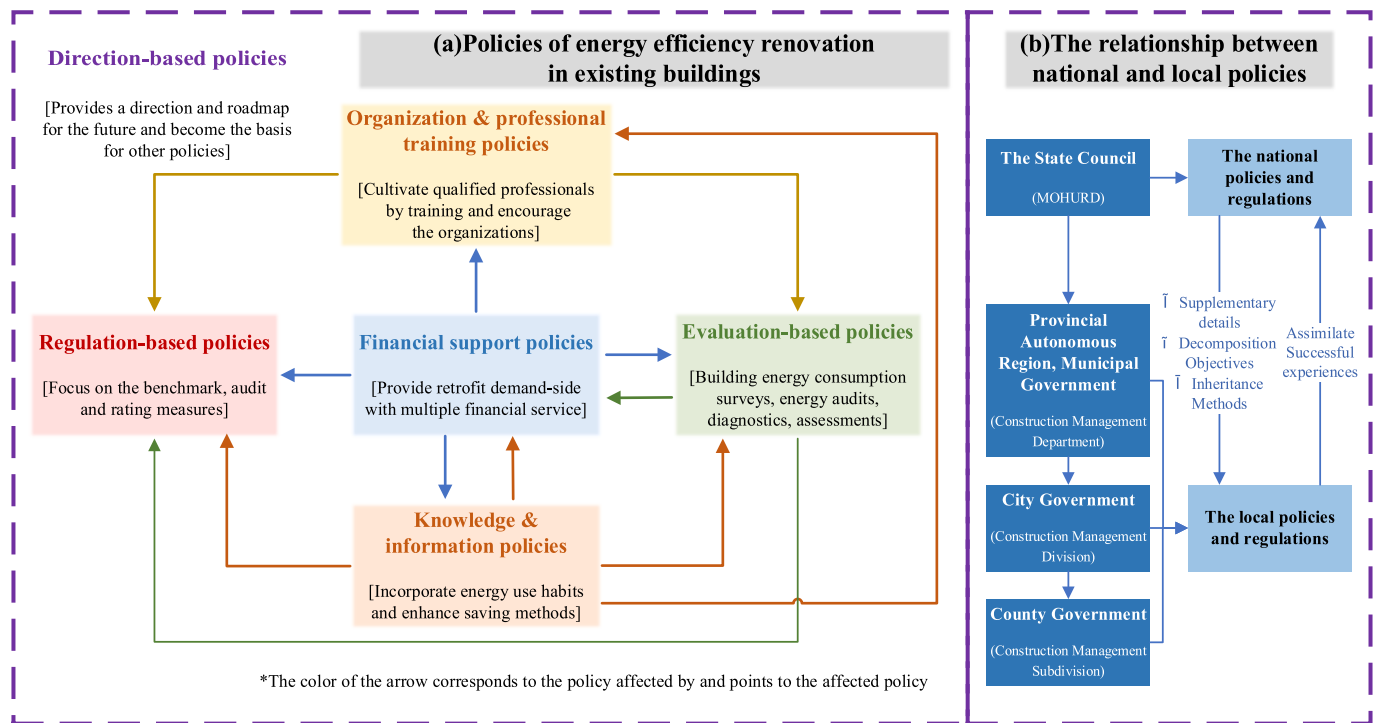 (a)Policies of energy efficiency renovation
in existing buildings
Direction-based policies
[Provides a direction and roadmap
for the future and become the basis
for other policies]
Organization & professional
training policies
[Cultivate qualified professionals
by training and encourage
the organizations]
Regulation-based policies
[Focus on the benchmark, audit
and rating measures]
Financial support policies
[Provide retrofit demand-side
with multiple financial service]
Evaluation-based policies
[Building energy consumption
surveys, energy audits,
diagnostics, assessments]
Knowledge &
information policies
[Incorporate energy use habits
and enhance saving methods]
*The color of the arrow corresponds to the policy affected by and points to the affected policy
(b)The relationship between
national and local policies
The State Council
(MOHURD)
The national
policies and
regulations
Provincial
Autonomous
Region, Municipal
Government
(Construction Management
Department)
Ï Supplementary
details
Ï Decomposition
Objectives
Ï Inheritance
Methods
Assimilate
Successful
experiences
City Government
(Construction Management
Division)
The local policies
and regulations
County Government
(Construction Management
Subdivision)